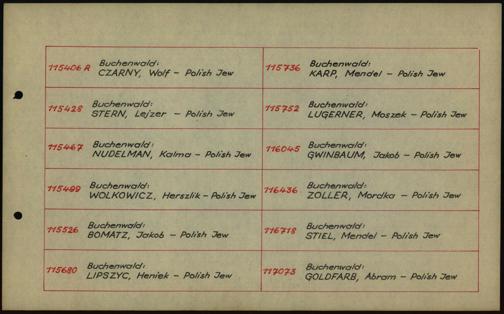 115406 A Buchenwald:
CZARNY, Wolf - Polish Jew
115428 Buchenwald:
STERN, Lejzer - Polish Jew
115467 Buchenwald:
NUDELMAN, Kalma - Polish Jew
115499 Buchenwald:
WOLKOWICZ, Herszlik - Polish Jew
115526 Buchenwald:
BOMATZ, Jakob - Polish Jew
115680 Buchenwald:
LIPSZYC, Heniek - Polish Jew
115736 Buchenwald:
KARP, Mendel - Polish Jew
115752 Buchenwald:
LUGERNER, Moszek - Polish Jew
116045 Buchenwald:
GWINBAUM, Jakob - Polish Jew
116436 Buchenwald:
ZOLLER, Mordka - Polish Jew
116718 Buchenwald:
STIEL, Mendel - Polish Jew
117073 Buchenwald:
GOLDFARB, Abram - Polish Jew